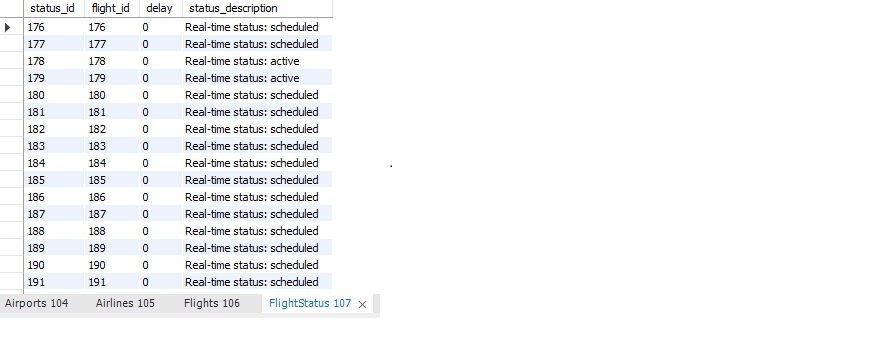 status_id flight_id delay status_description
176 176 0 Real-time status: scheduled
177 177 0 Real-time status: scheduled
178 178 0 Real-time status: active
179 179 0 Real-time status: active
180 180 0 Real-time status: scheduled
181 181 0 Real-time status: scheduled
182 182 0 Real-time status: scheduled
183 183 0 Real-time status: scheduled
184 184 0 Real-time status: scheduled
185 185 0 Real-time status: scheduled
186 186 0 Real-time status: scheduled
187 187 0 Real-time status: scheduled
188 188 0 Real-time status: scheduled
189 189 0 Real-time status: scheduled
190 190 0 Real-time status: scheduled
191 191 0 Real-time status: scheduled
Airports 104 Airlines 105 Flights 106 FlightStatus 107